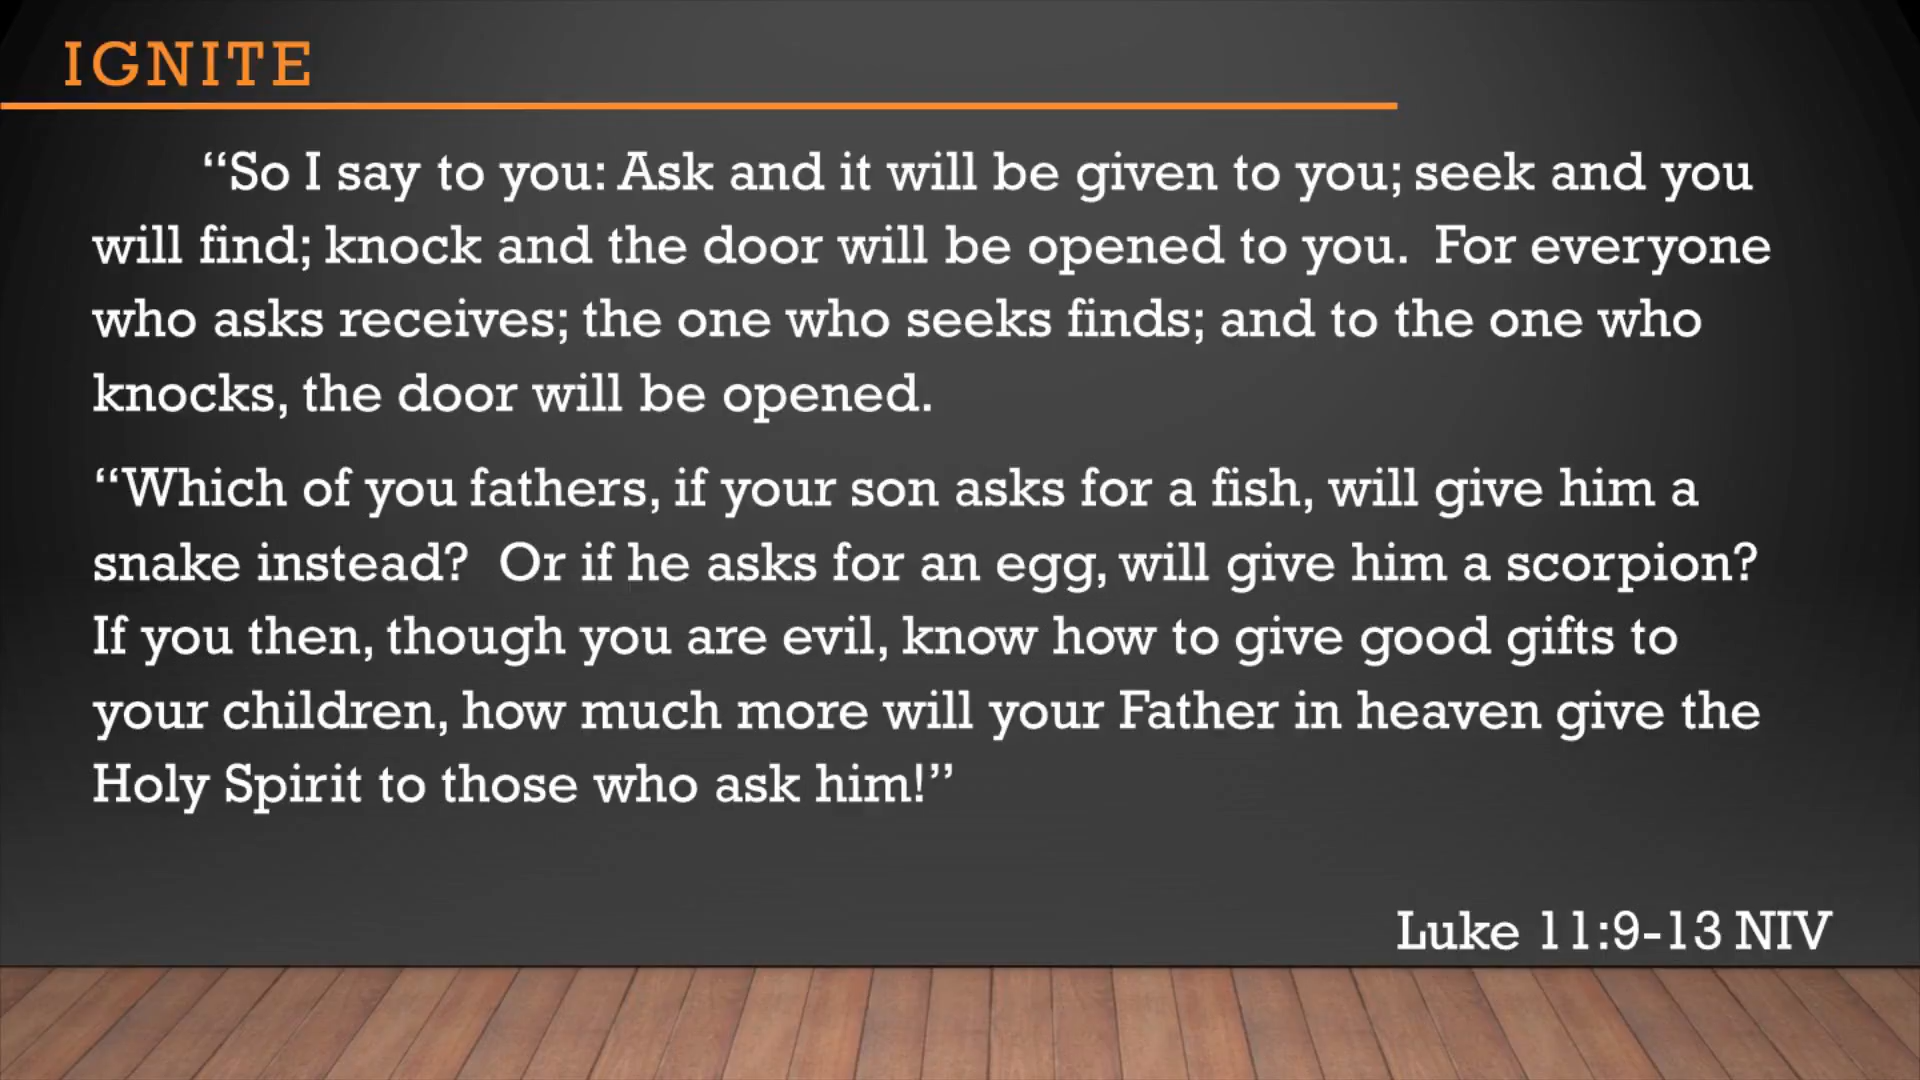 IGNITE
“So I say to you: Ask and it will be given to you; seek and you
will find; knock and the door will be opened to you.  For everyone
who asks receives; the one who seeks finds; and to the one who
knocks, the door will be opened.
“Which of you fathers, if your son asks for a fish, will give him a
snake instead?  Or if he asks for an egg, will give him a scorpion?
If you then, though you are evil, know how to give good gifts to
your children, how much more will your Father in heaven give the
Holy Spirit to those who ask him!”
Luke 11:9-13 NIV